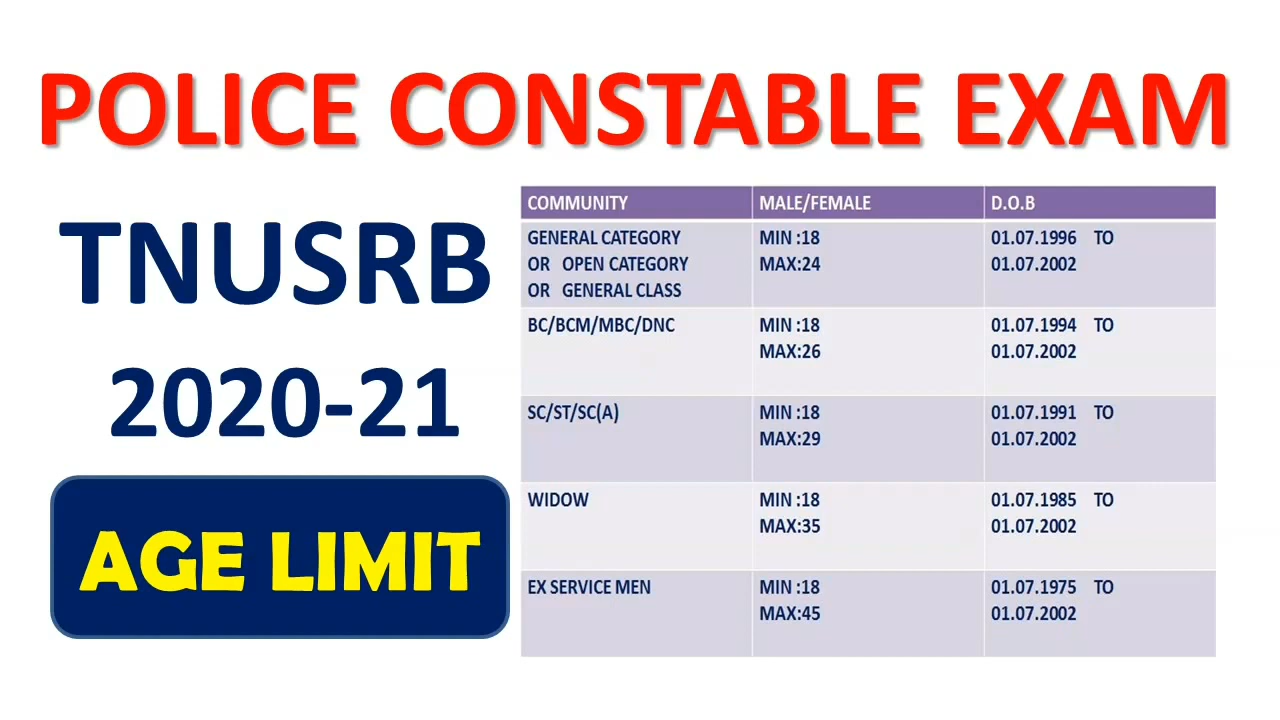 POLICE CONSTABLE EXAM
TNUSRB
2020-21
AGE LIMIT
COMMUNITY MALE/FEMALE D.O.B
GENERAL CATEGORY MIN :18 01.07.1996 TO
OR OPEN CATEGORY MAX:24 01.07.2002
OR GENERAL CLASS
BC/BCM/MBC/DNC MIN :18 01.07.1994 TO
MAX:26 01.07.2002
SC/ST/SC(A) MIN :18 01.07.1991 TO
MAX:29 01.07.2002
WIDOW MIN :18 01.07.1985 TO
MAX:35 01.07.2002
EX SERVICE MEN MIN :18 01.07.1975 TO
MAX:45 01.07.2002